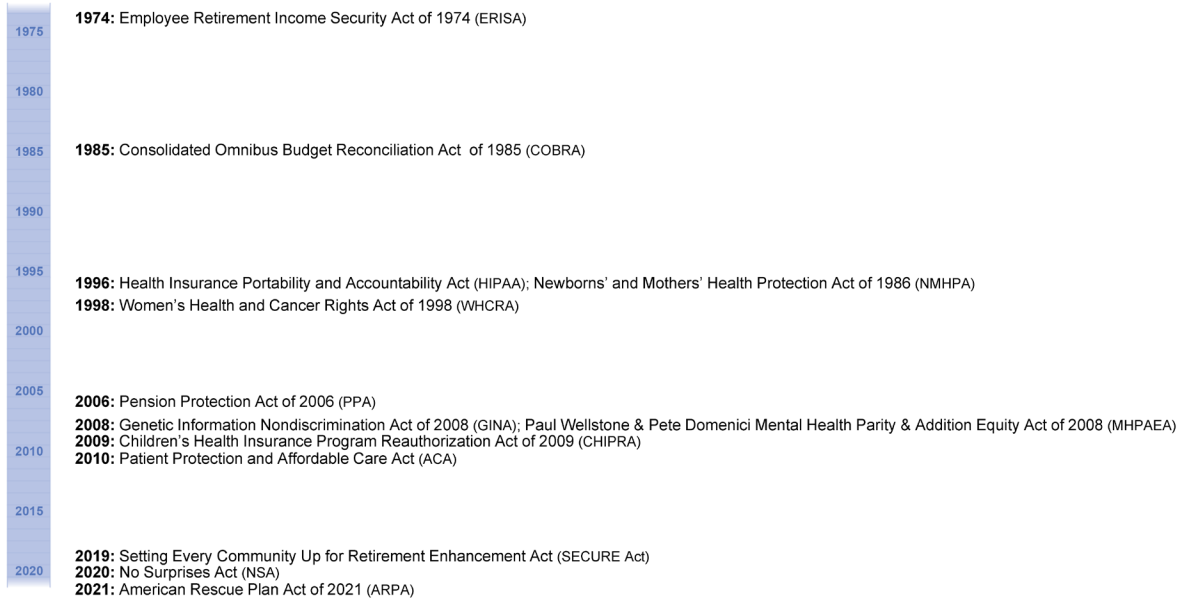 1974: Employee Retirement Income Security Act of 1974 (ERISA)
1975
1980
1985
1985: Consolidated Omnibus Budget Reconciliation Act of 1985 (COBRA)
1990
1995
1996: Health Insurance Portability and Accountability Act (HIPAA); Newborns’ and Mothers’ Health Protection Act of 1986 (NMHPA)
1998: Women’s Health and Cancer Rights Act of 1998 (WHCRA)
2000
2005
2006: Pension Protection Act of 2006 (PPA)
2008: Genetic Information Nondiscrimination Act of 2008 (GINA); Paul Wellstone & Pete Domenici Mental Health Parity & Addition Equity Act of 2008 (MHPAEA)
2009: Children’s Health Insurance Program Reauthorization Act of 2009 (CHIPRA)
2010
2010: Patient Protection and Affordable Care Act (ACA)
2015
2019: Setting Every Community Up for Retirement Enhancement Act (SECURE Act)
2020
2020: No Surprises Act (NSA)
2021: American Rescue Plan Act of 2021 (ARPA)